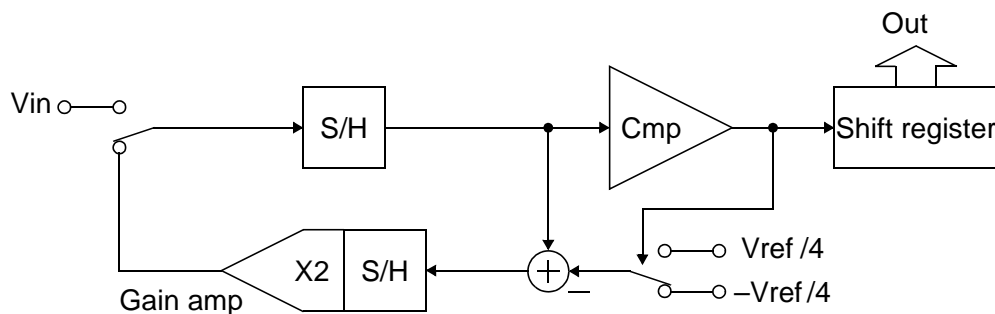 Out
Vin
S/H
Cmp
Shift register
Vref /4
–Vref /4
X2
S/H
+
–
Gain amp